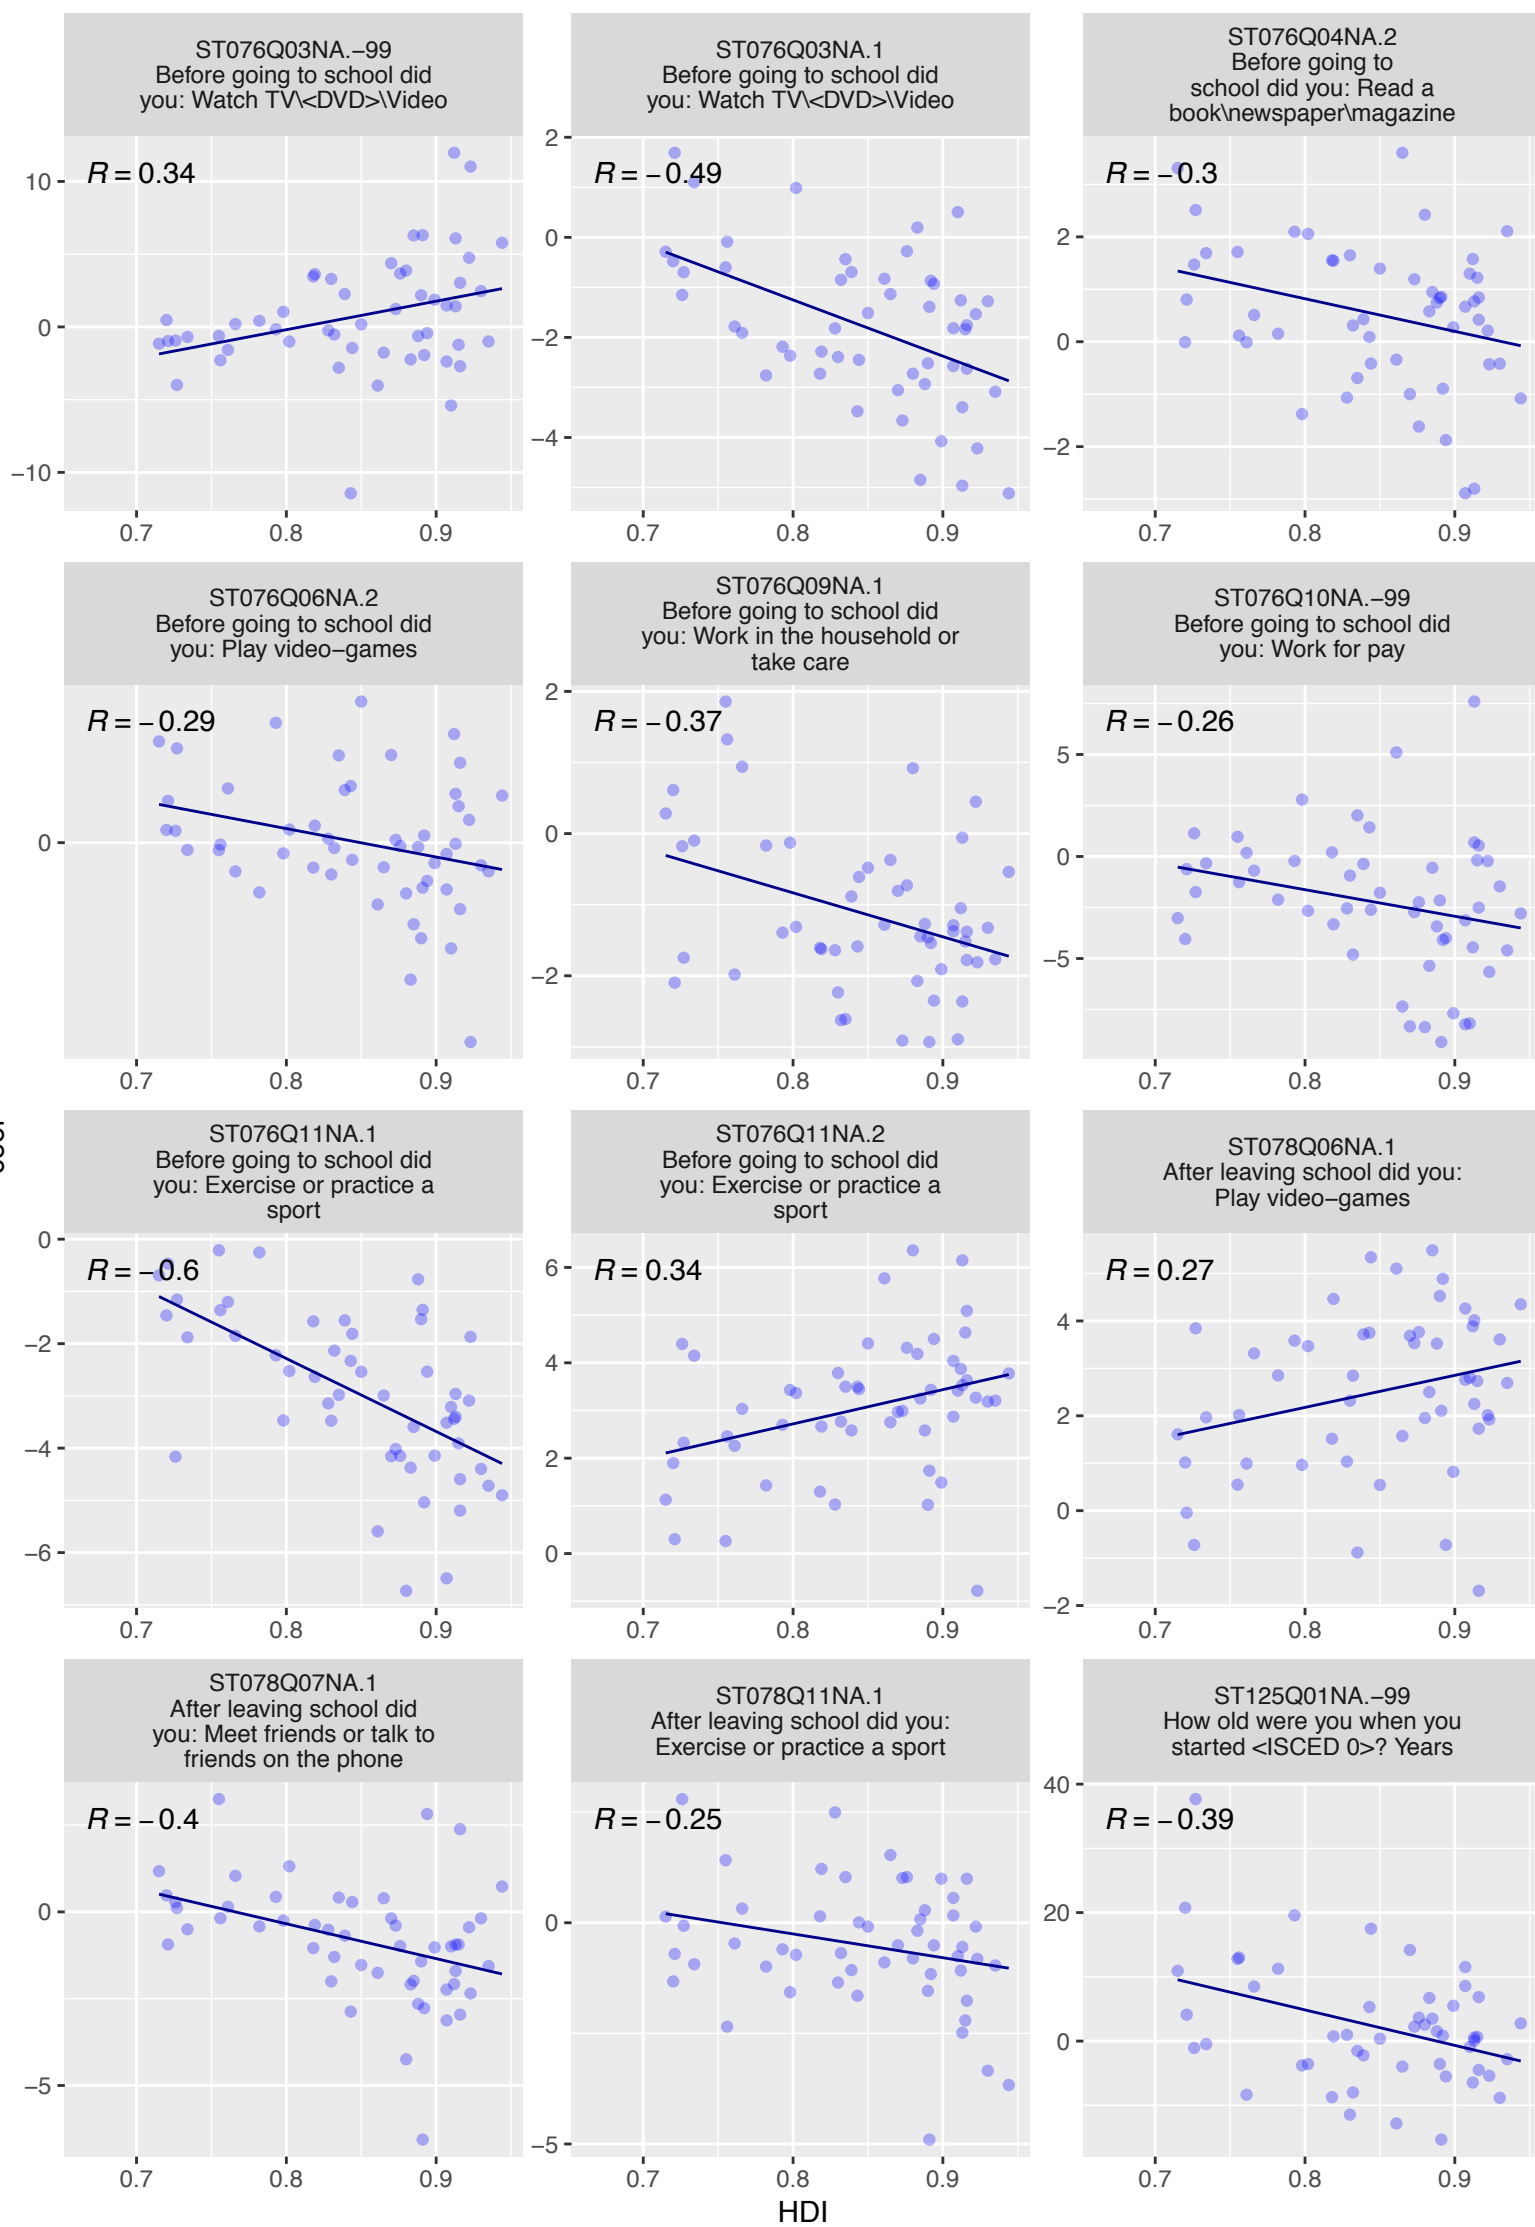 ST076Q03NA.−99
Before going to school did
you: Watch TV\<DVD>\Video
R = 0.34
10
0
−10
0.7
0.8
0.9
ST076Q03NA.1
Before going to school did
you: Watch TV\<DVD>\Video
R = −0.49
2
0
−2
−4
0.7
0.8
0.9
ST076Q04NA.2
Before going to
school did you: Read a
book\newspaper\magazine
R = −0.3
2
0
−2
0.7
0.8
0.9
ST076Q06NA.2
Before going to school did
you: Play video−games
R = −0.29
0
0.7
0.8
0.9
ST076Q09NA.1
Before going to school did
you: Work in the household or
take care
R = −0.37
2
0
−2
0.7
0.8
0.9
ST076Q10NA.−99
Before going to school did
you: Work for pay
R = −0.26
5
0
−5
0.7
0.8
0.9
ST076Q11NA.1
Before going to school did
you: Exercise or practice a
sport
R = −0.6
0
−2
−4
−6
0.7
0.8
0.9
ST076Q11NA.2
Before going to school did
you: Exercise or practice a
sport
R = 0.34
6
4
2
0
0.7
0.8
0.9
ST078Q06NA.1
After leaving school did you:
Play video−games
R = 0.27
4
2
0
−2
0.7
0.8
0.9
ST078Q07NA.1
After leaving school did
you: Meet friends or talk to
friends on the phone
R = −0.4
0
−5
0.7
0.8
0.9
ST078Q11NA.1
After leaving school did you:
Exercise or practice a sport
R = −0.25
0
−5
0.7
0.8
0.9
ST125Q01NA.−99
How old were you when you
started <ISCED 0>? Years
R = −0.39
40
20
0
0.7
0.8
0.9
HDI